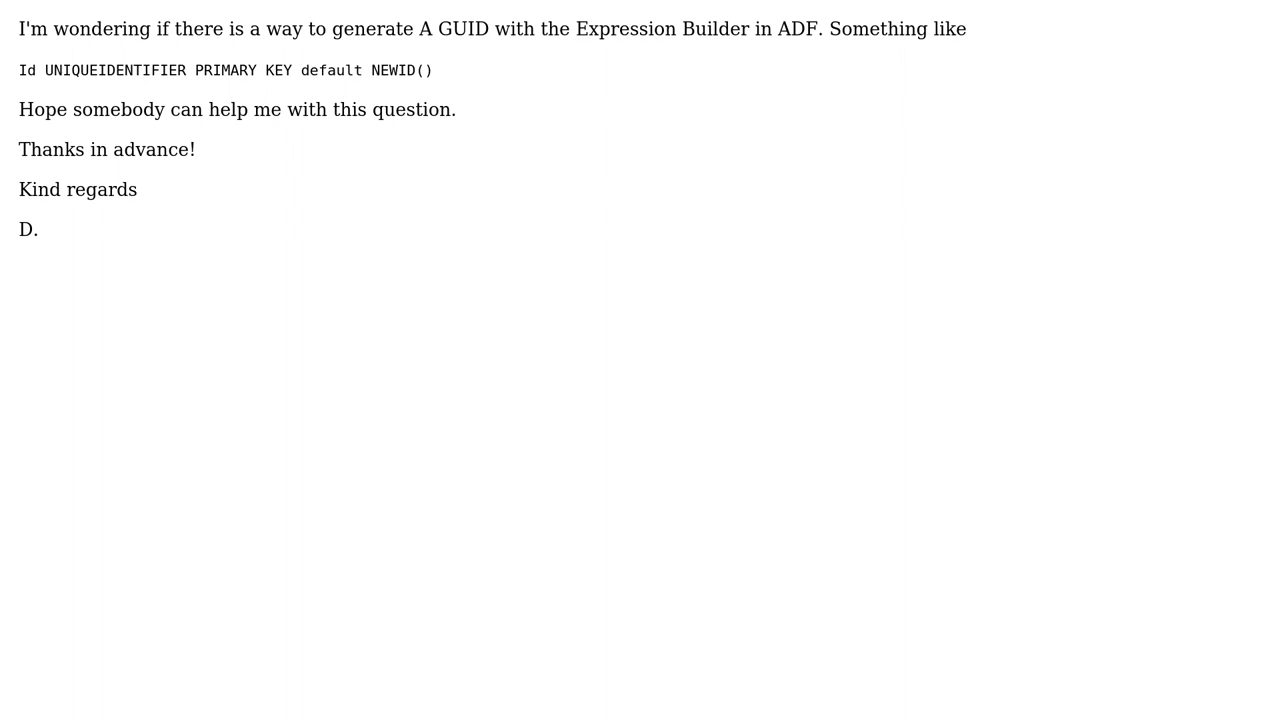 I'm wondering if there is a way to generate A GUID with the Expression Builder in ADF. Something like
Id UNIQUEIDENTIFIER PRIMARY KEY default NEWID()
Hope somebody can help me with this question.
Thanks in advance!
Kind regards
D.